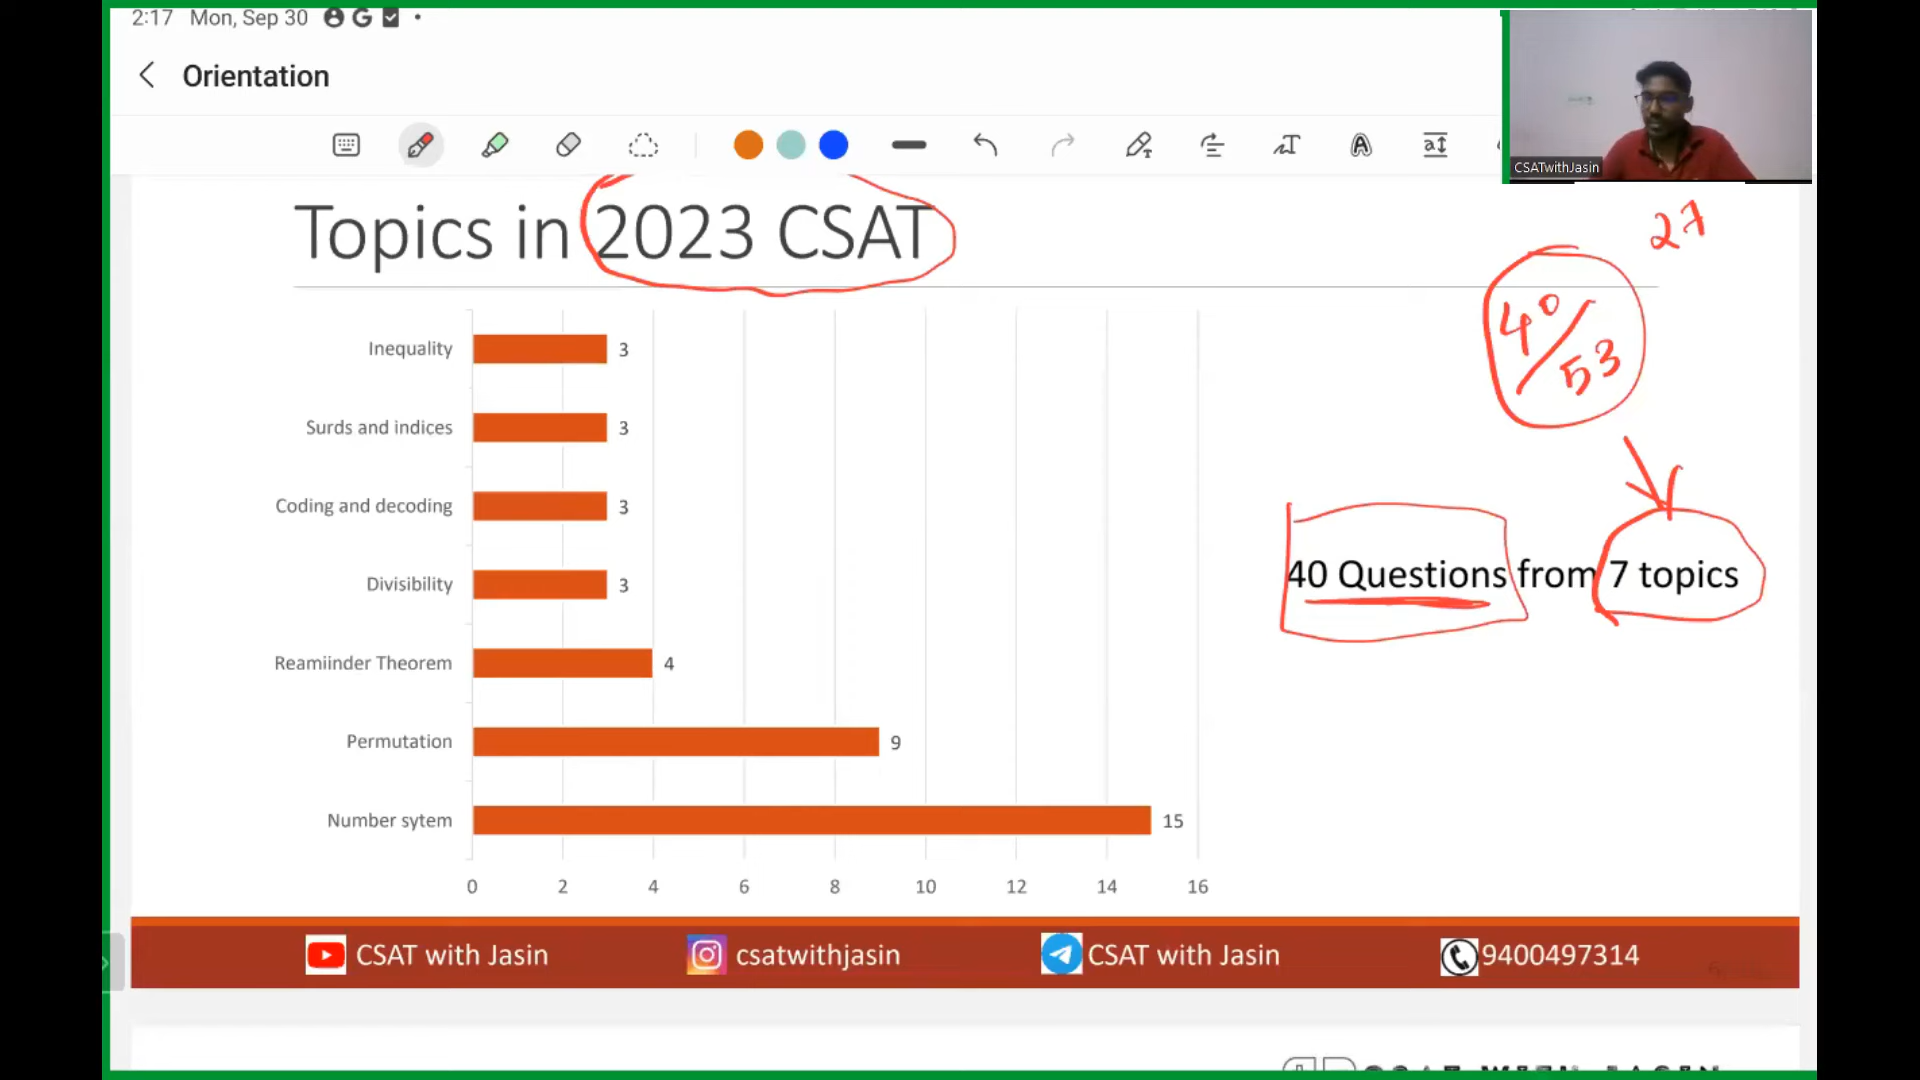 2:17 Mon, Sep 30
Orientation
CSATwithJasin
Topics in 2023 CSAT
27
40/53
Inequality 3
Surds and indices 3
Coding and decoding 3
40 Questions from 7 topics
Divisibility 3
Reamiinder Theorem 4
Permutation 9
Number sytem 15
0 2 4 6 8 10 12 14 16
CSAT with Jasin csatwithjasin CSAT with Jasin 9400497314